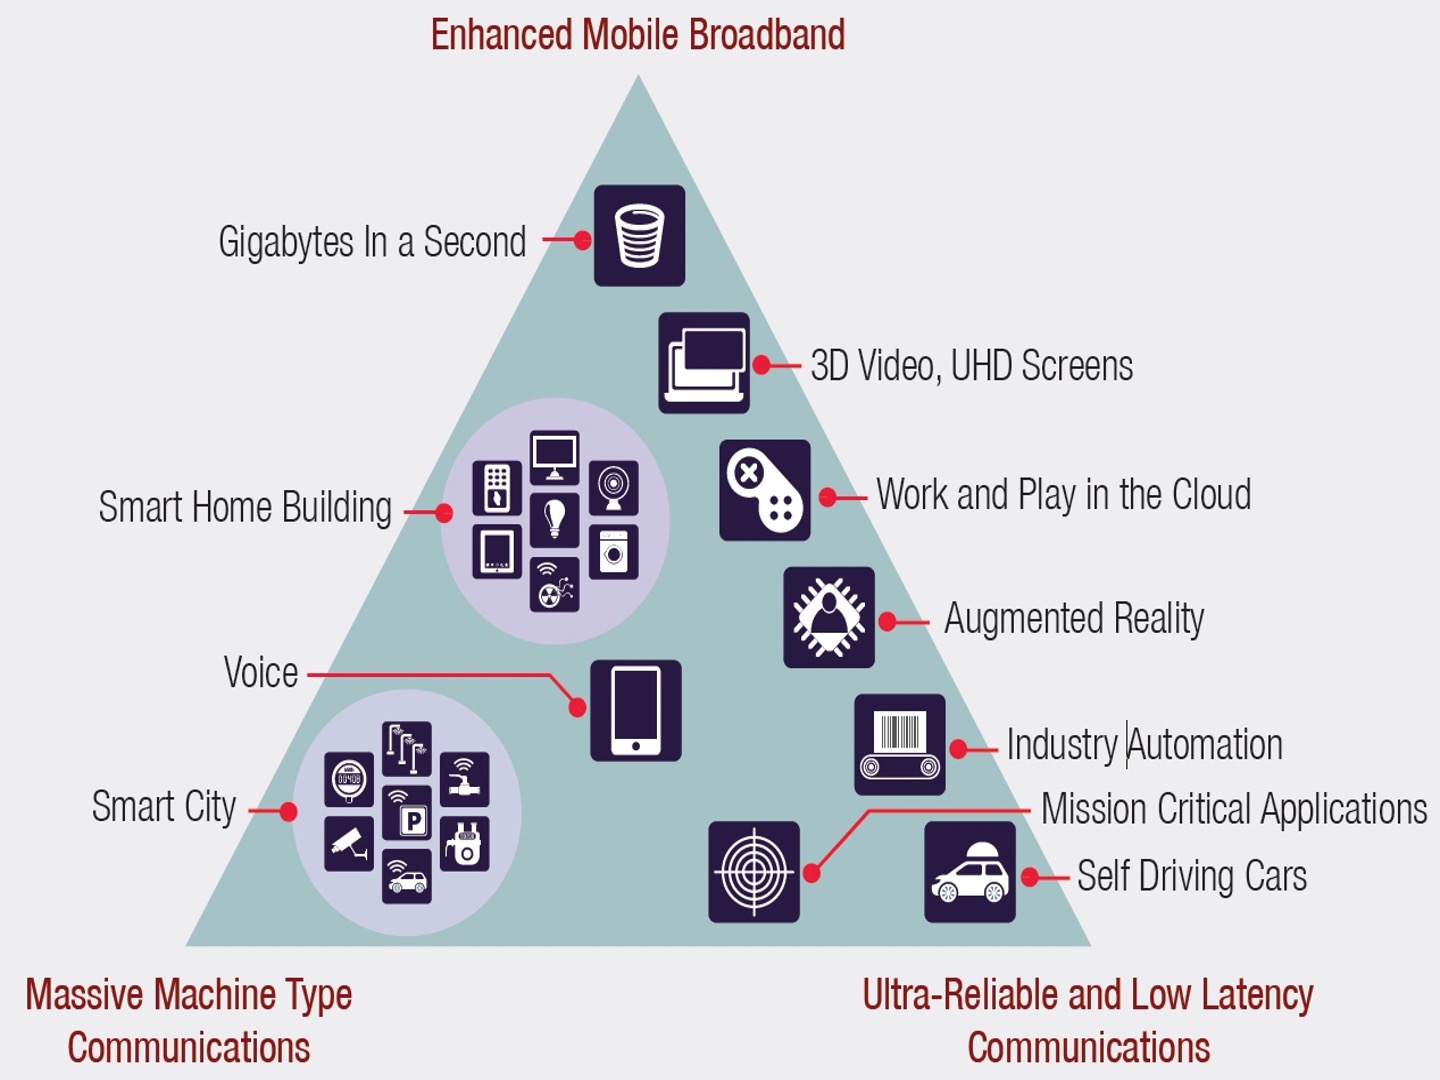 Enhanced Mobile Broadband
Gigabytes In a Second
3D Video, UHD Screens
Smart Home Building
Work and Play in the Cloud
Augmented Reality
Voice
Industry Automation
Smart City
P
Mission Critical Applications
Self Driving Cars
Massive Machine Type
Communications
Ultra-Reliable and Low Latency
Communications